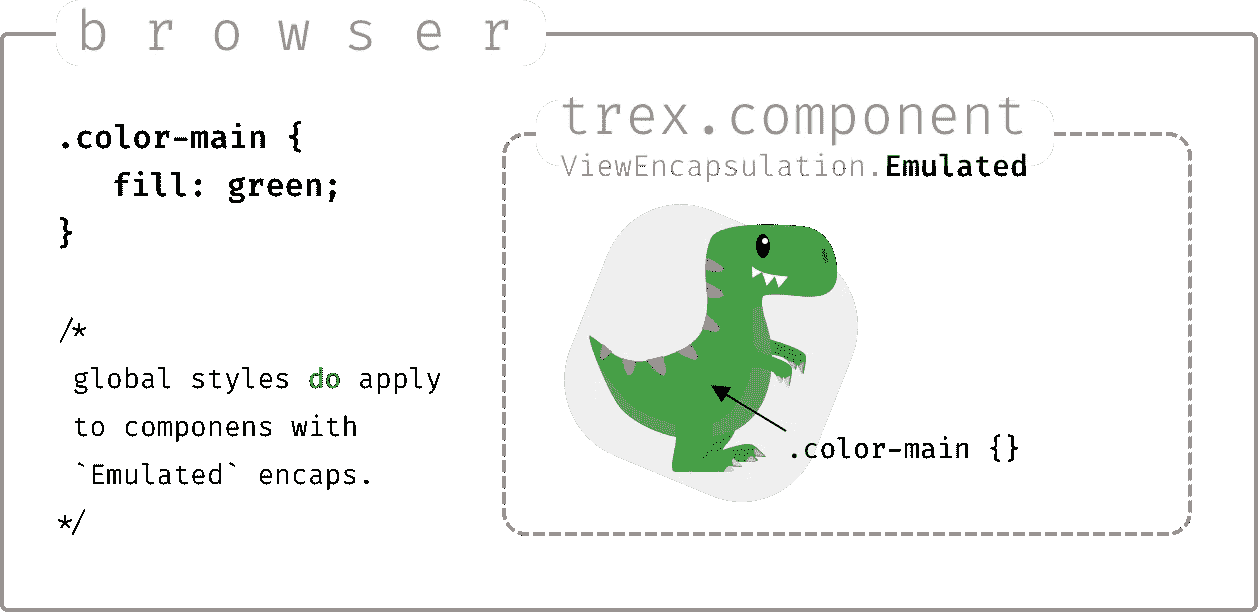 browser
.color-main {
fill: green;
}
/*
global styles do apply
to componens with
`Emulated` encaps.
*/
trex.component
ViewEncapsulation.Emulated
.color-main {}